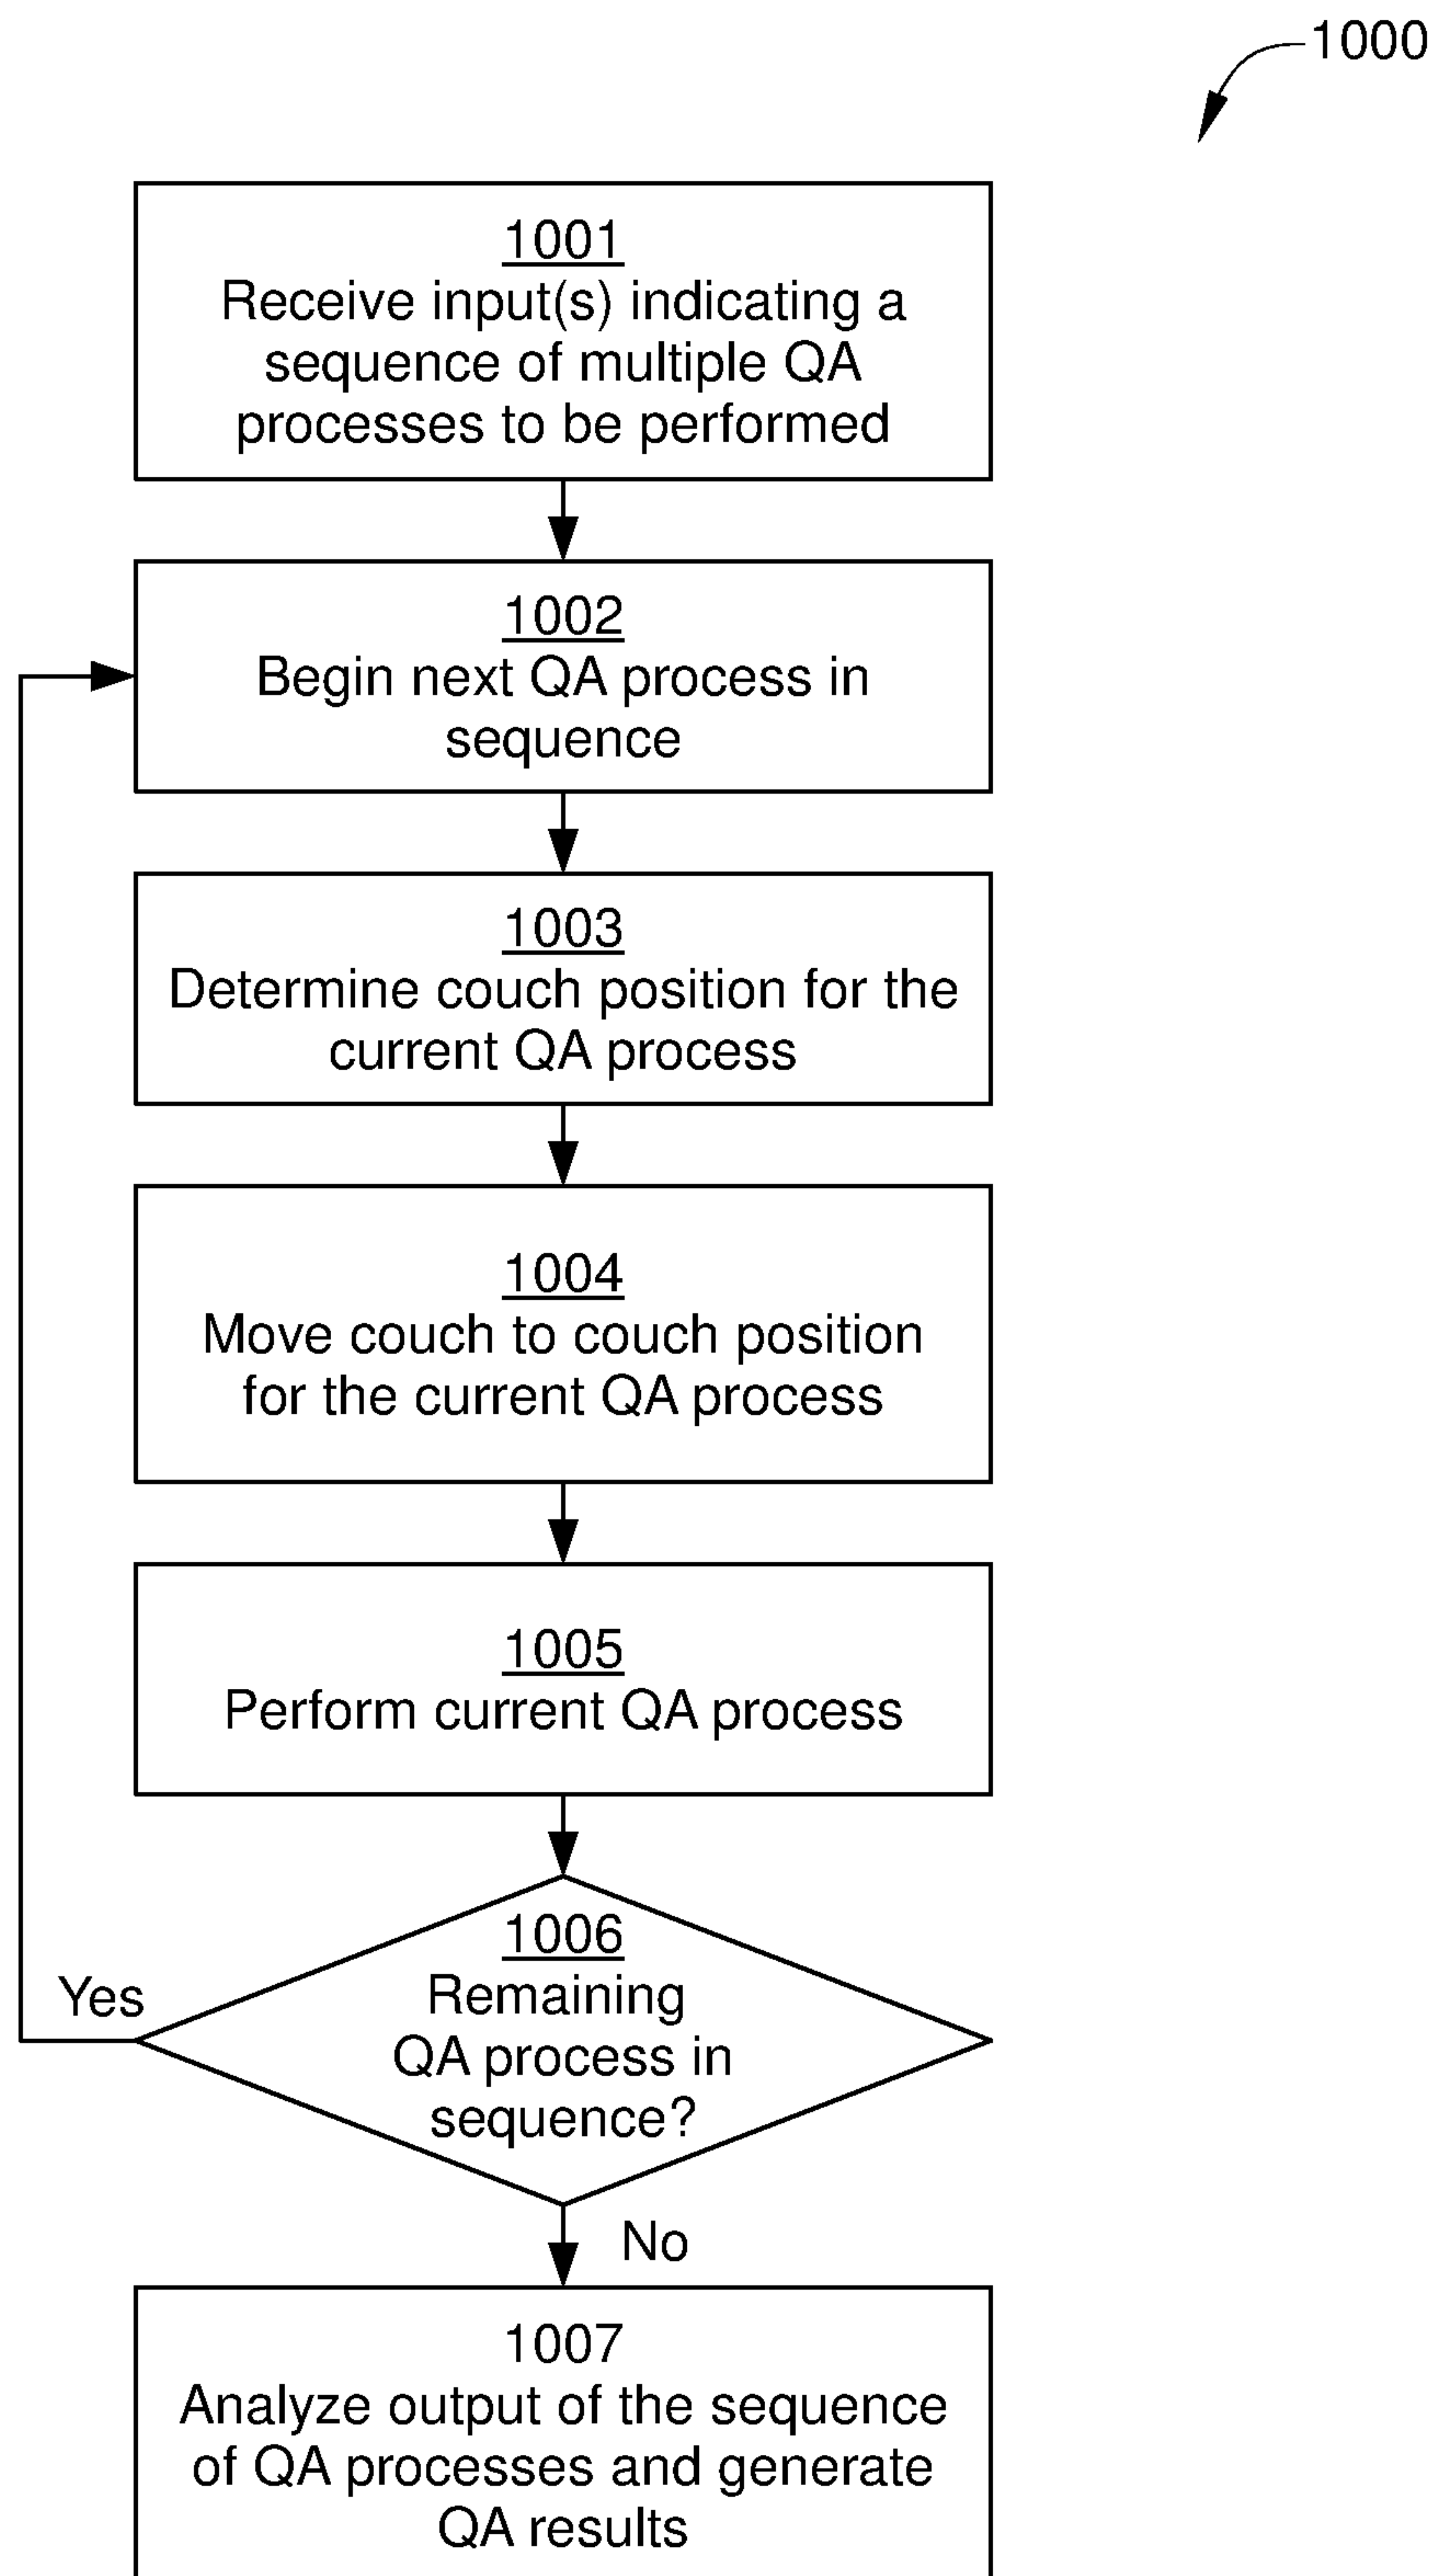 1000
1001
Receive input(s) indicating a
sequence of multiple QA
processes to be performed
1002
Begin next QA process in
sequence
1003
Determine couch position for the
current QA process
1004
Move couch to couch position
for the current QA process
1005
Perform current QA process
1006
Remaining
QA process in
sequence?
Yes
No
1007
Analyze output of the sequence
of QA processes and generate
QA results